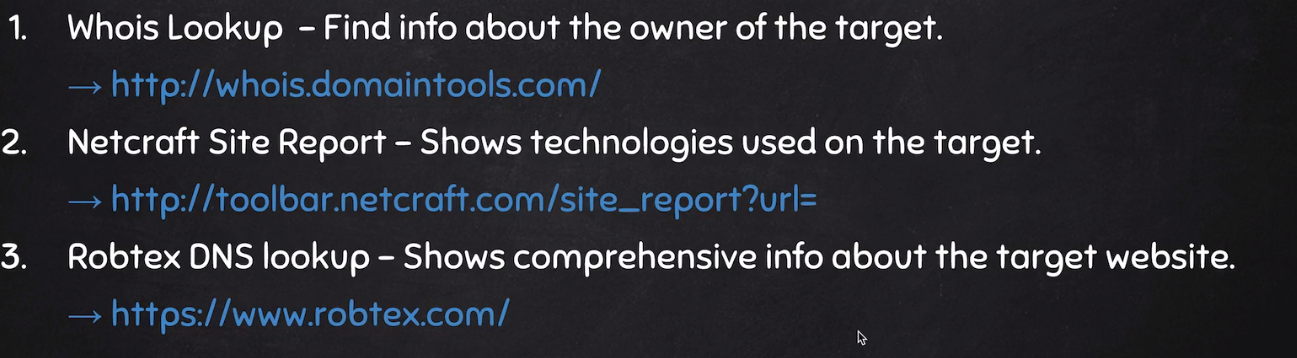 1. Whois Lookup – Find info about the owner of the target.
→ http://whois.domaintools.com/
2. Netcraft Site Report – Shows technologies used on the target.
→ http://toolbar.netcraft.com/site_report?url=
3. Robtex DNS lookup – Shows comprehensive info about the target website.
→ https://www.robtex.com/